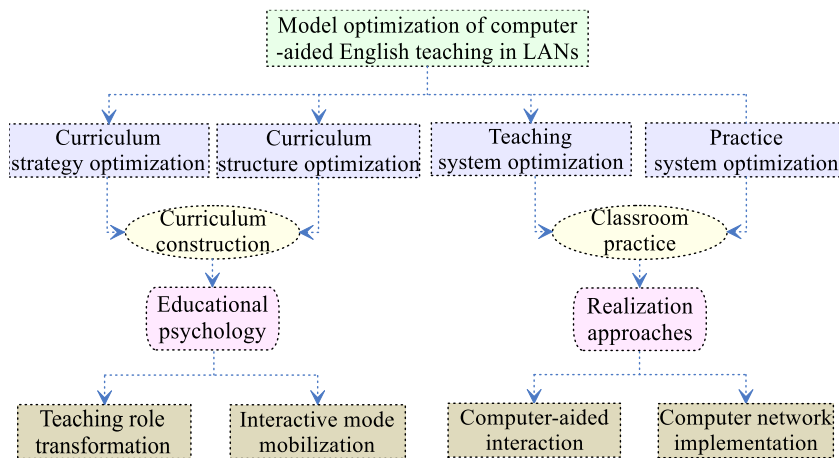 Model optimization of computer
-aided English teaching in LANs
Curriculum
strategy optimization
Curriculum
structure optimization
Teaching
system optimization
Practice
system optimization
Curriculum
construction
Classroom
practice
Educational
psychology
Realization
approaches
Teaching role
transformation
Interactive mode
mobilization
Computer-aided
interaction
Computer network
implementation